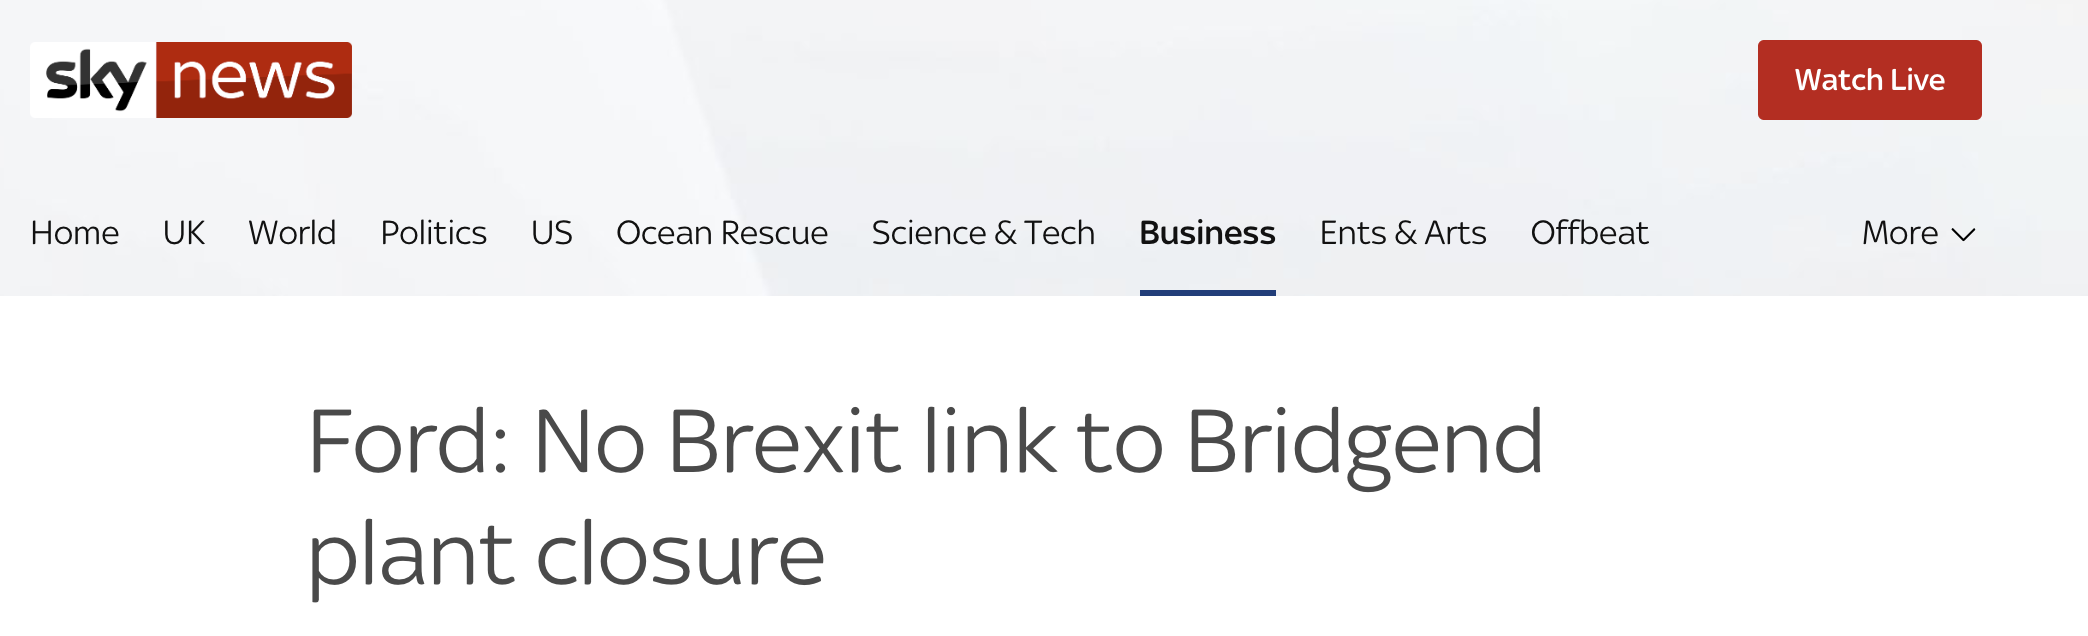 sky news
Watch Live
Home UK World Politics US Ocean Rescue Science & Tech Business Ents & Arts Offbeat More
Ford: No Brexit link to Bridgend
plant closure